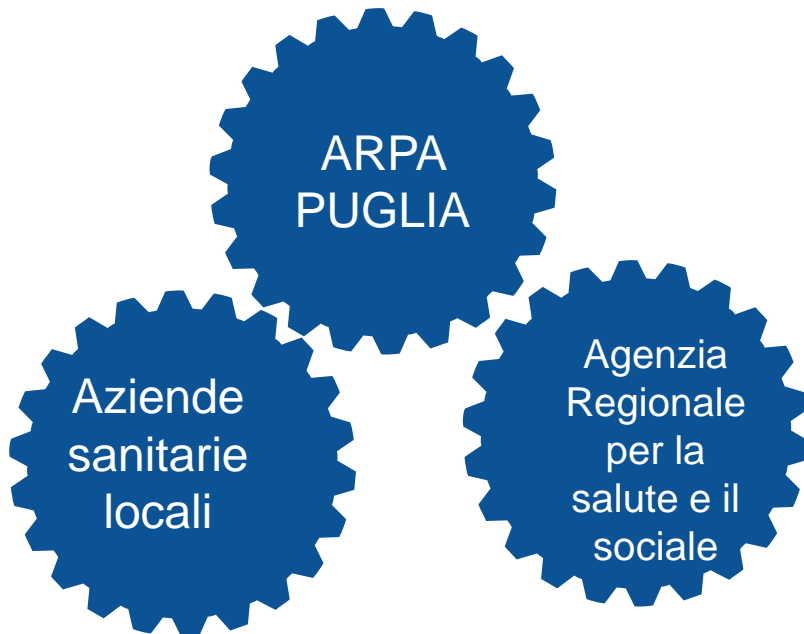 ARPA
PUGLIA
Aziende
sanitarie
locali
Agenzia
Regionale
per la
salute e il
sociale